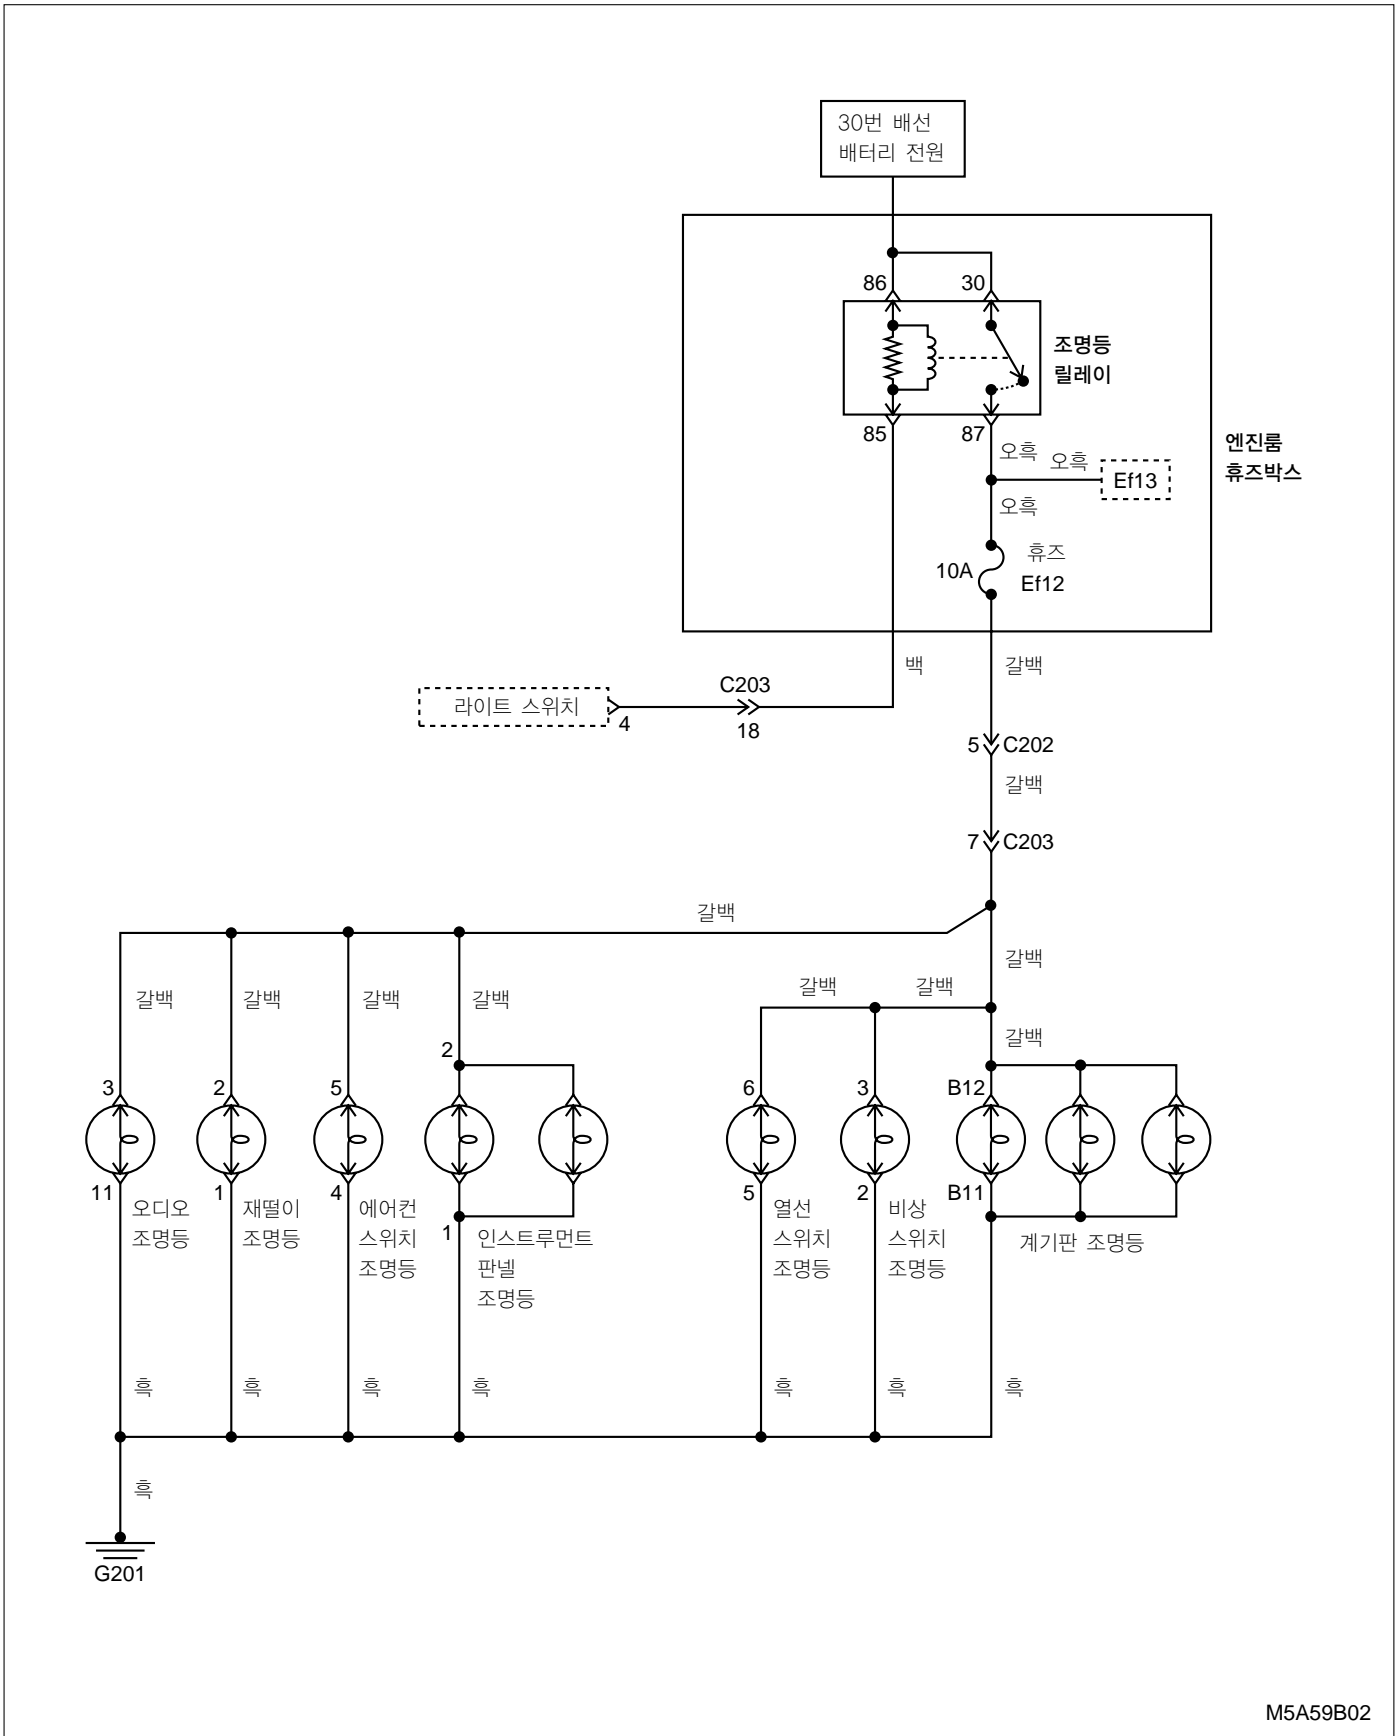 30번 배선
배터리 전원
86
30
조명등
릴레이
85
87
엔진룸
휴즈박스
오흑
오흑
Ef13
오흑
휴즈
10A
Ef12
백
갈백
C203
라이트 스위치
4
18
5
C202
갈백
7
C203
갈백
갈백
갈백
갈백
갈백
갈백
갈백
갈백
갈백
2
3
2
5
6
3
B12
11
1
4
1
5
2
B11
오디오
조명등
재떨이
조명등
에어컨
스위치
조명등
인스트루먼트
판넬
조명등
열선
스위치
조명등
비상
스위치
조명등
계기판 조명등
흑
흑
흑
흑
흑
흑
흑
흑
G201
M5A59B02